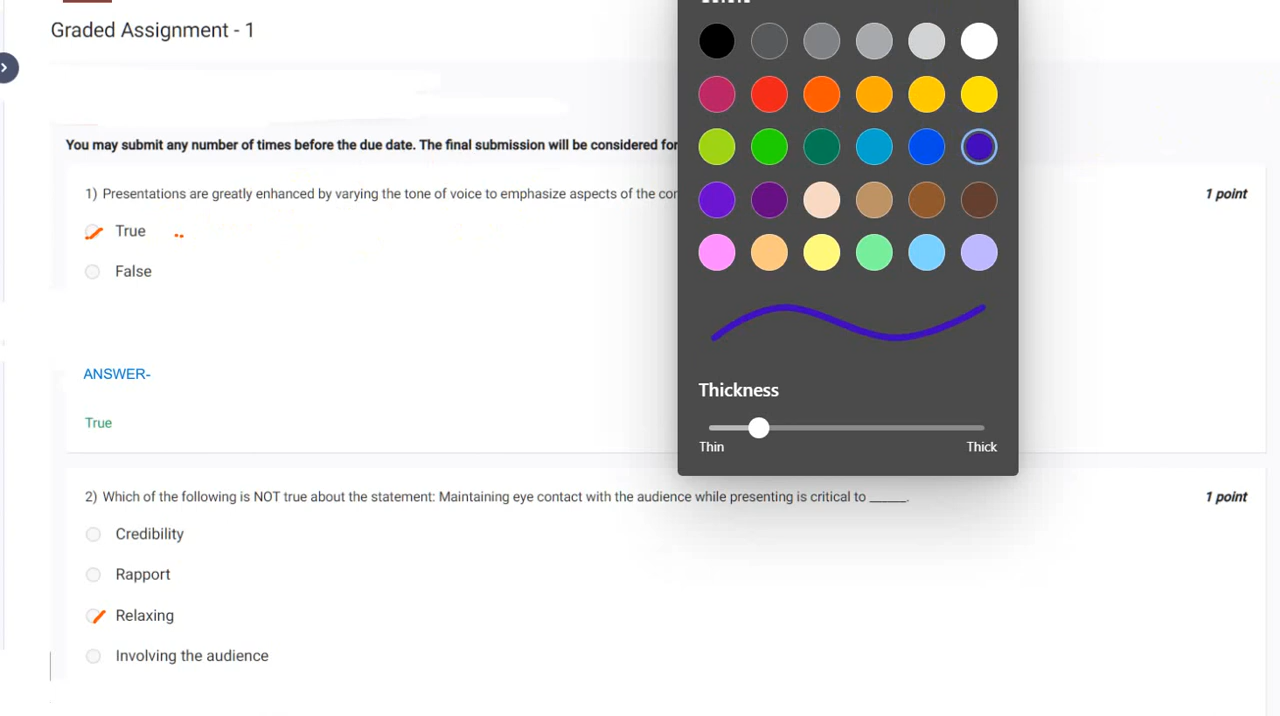 Graded Assignment - 1
You may submit any number of times before the due date. The final submission will be considered for
1) Presentations are greatly enhanced by varying the tone of voice to emphasize aspects of the
1 point
True
False
ANSWER-
True
Thickness
Thin
Thick
2) Which of the following is NOT true about the statement: Maintaining eye contact with the audience while presenting is critical to ______.
1 point
Credibility
Rapport
Relaxing
Involving the audience